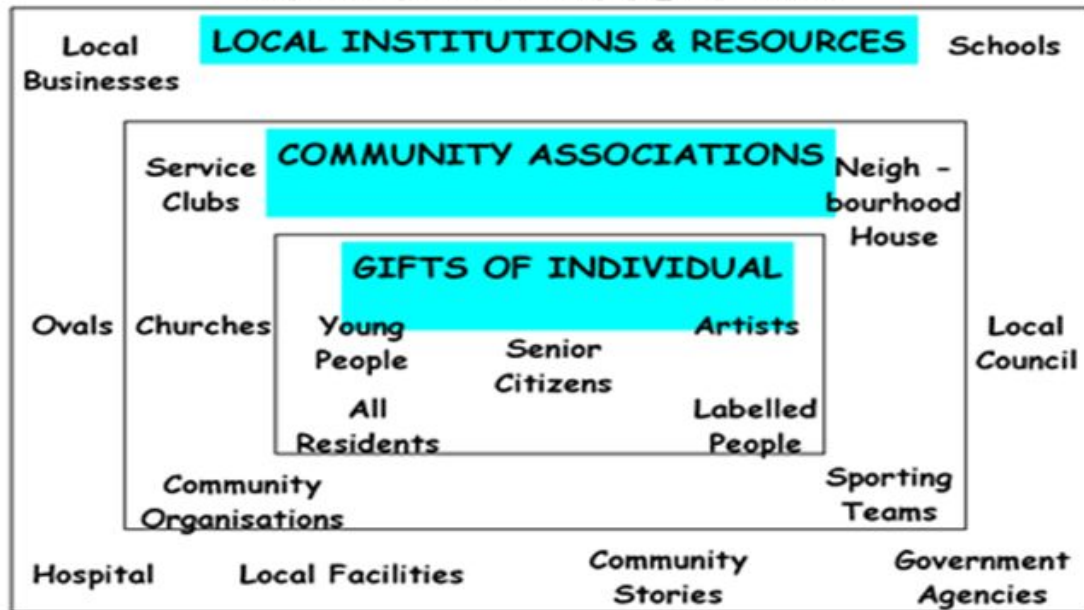 LOCAL INSTITUTIONS & RESOURCES
Local
Businesses
Schools
COMMUNITY ASSOCIATIONS
Service
Clubs
Neigh -
bourhood
House
GIFTS OF INDIVIDUAL
Ovals
Churches
Young
People
Senior
Citizens
Artists
Local
Council
All
Residents
Labelled
People
Community
Organisations
Sporting
Teams
Hospital
Local Facilities
Community
Stories
Government
Agencies